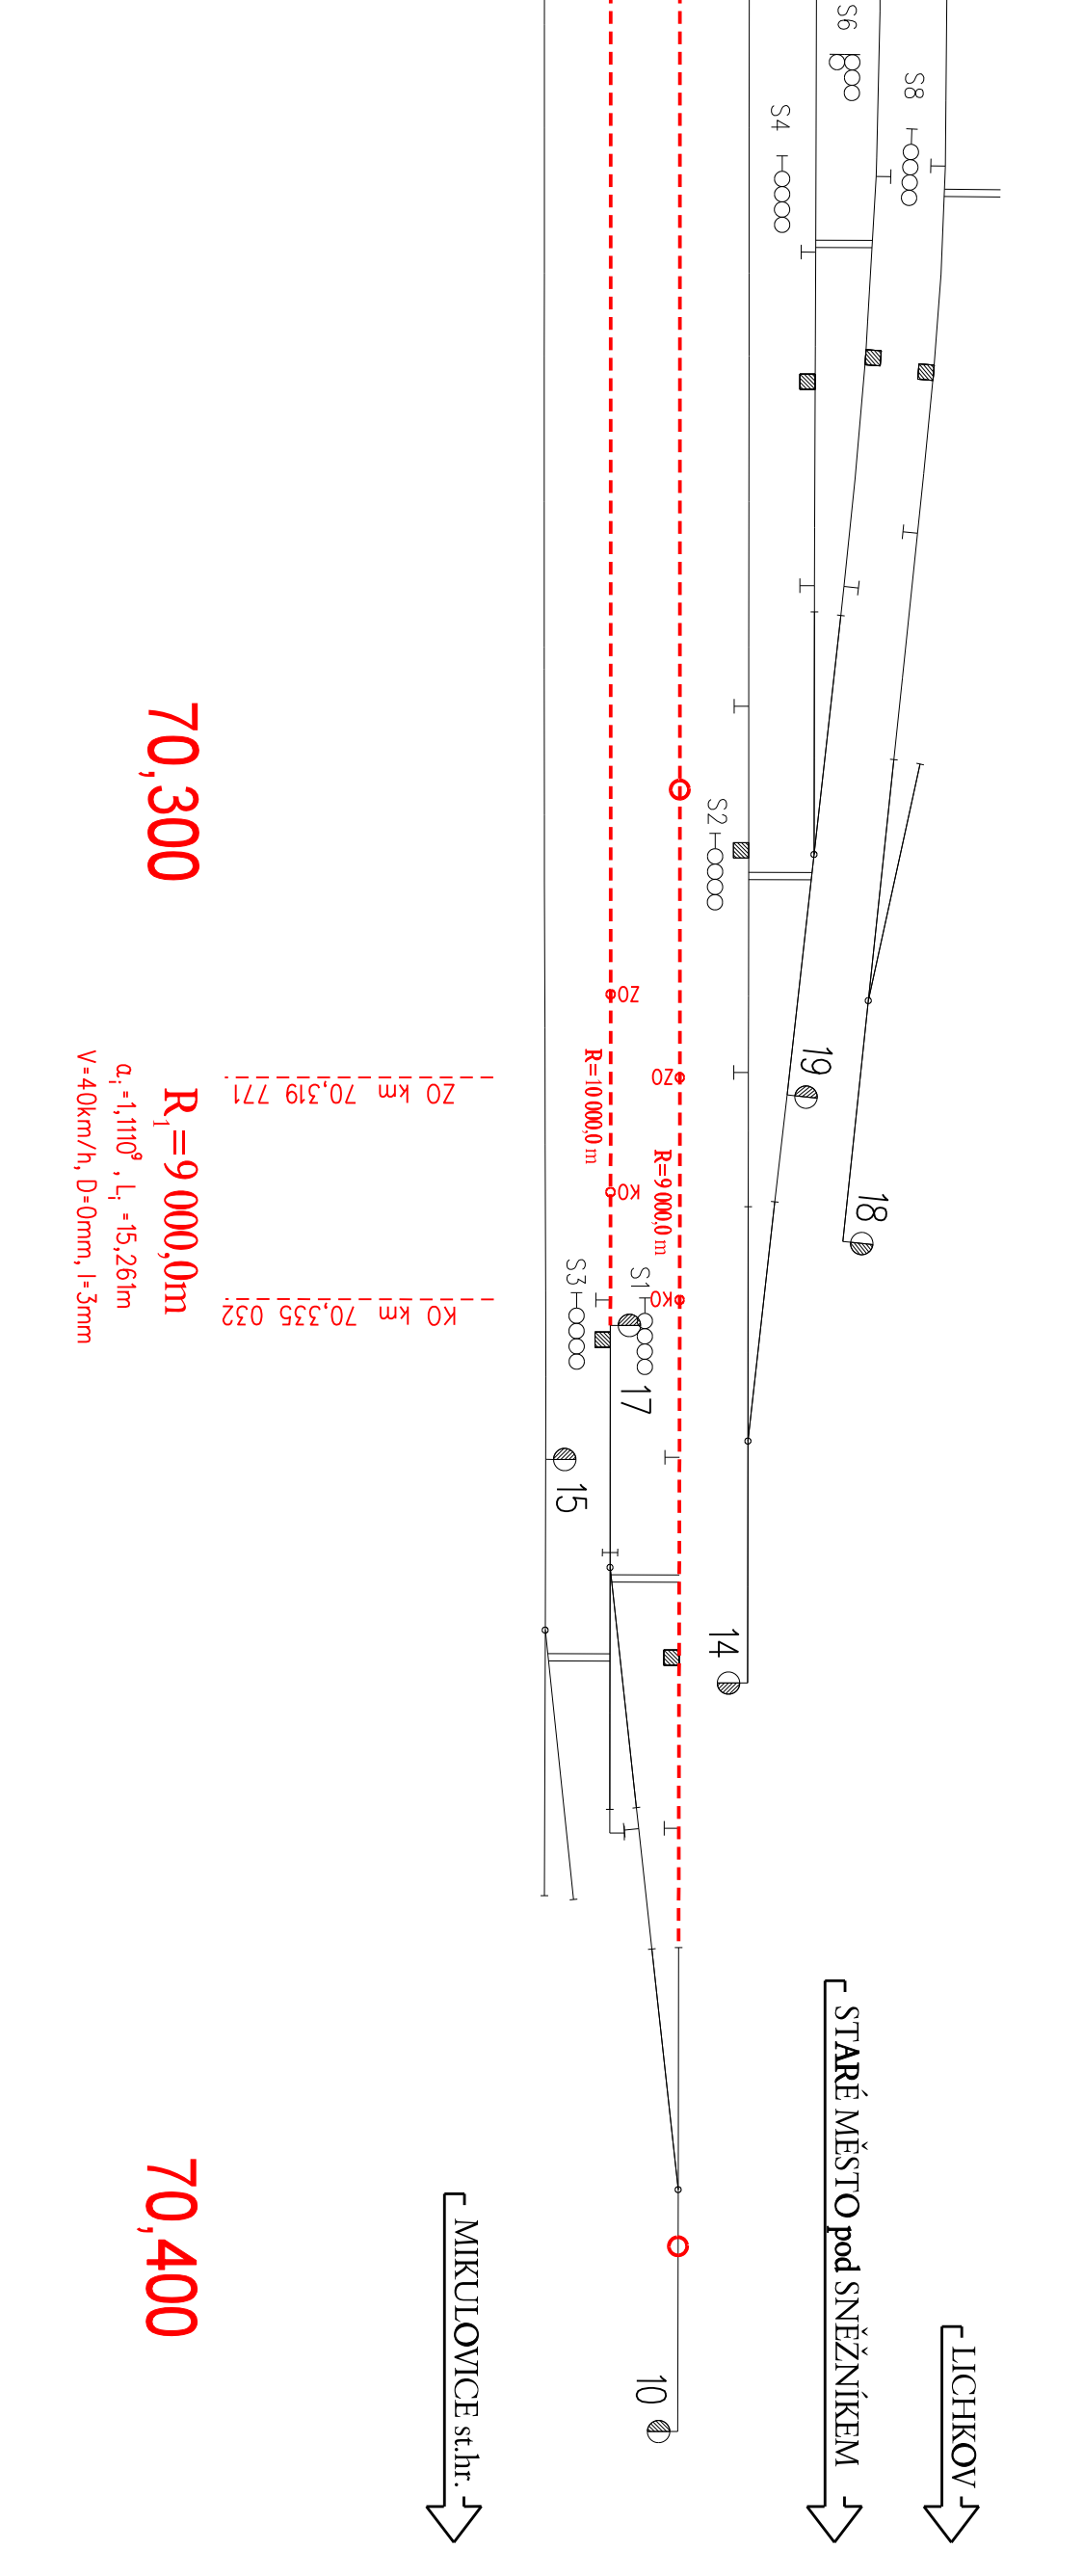 S6
S8
S4
70,300
S2
ZO
ZO
R=10 000,0 m
R=9 000,0 m
KO
KO
19
18
ZO km 70,319 771
KO km 70,335 032
R₁=9 000,0m
αᵢ=1,1110ᵍ, Lᵢ=15,261m
V=40km/h, D=0mm, I=3mm
S3
S1
17
15
14
STARÉ MĚSTO pod SNĚŽNÍKEM
70,400
MIKULOVICE st.hr.
LICHKOV
10